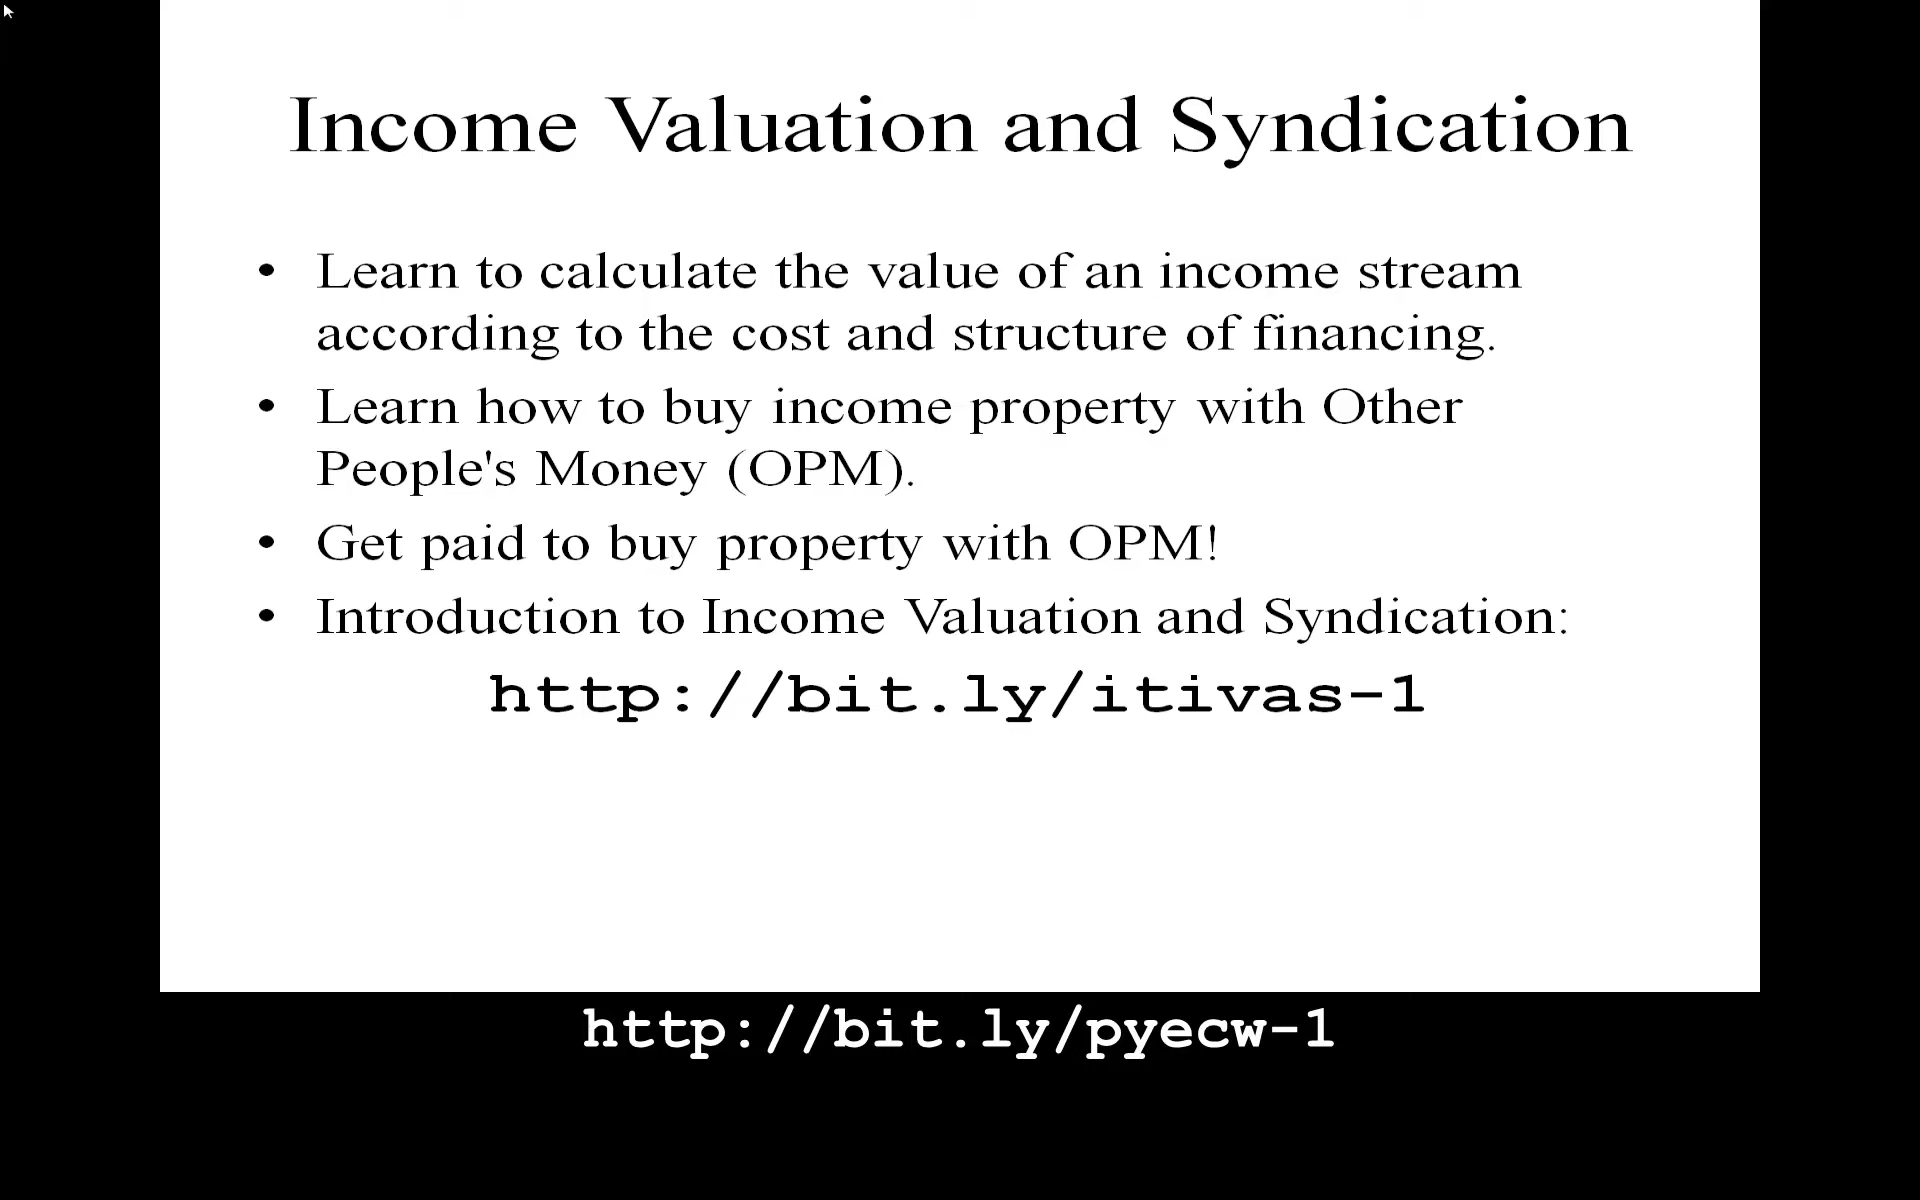 Income Valuation and Syndication
• Learn to calculate the value of an income stream
according to the cost and structure of financing.
• Learn how to buy income property with Other
People's Money (OPM).
• Get paid to buy property with OPM!
• Introduction to Income Valuation and Syndication:
http://bit.ly/itivas-1
http://bit.ly/pyecw-1